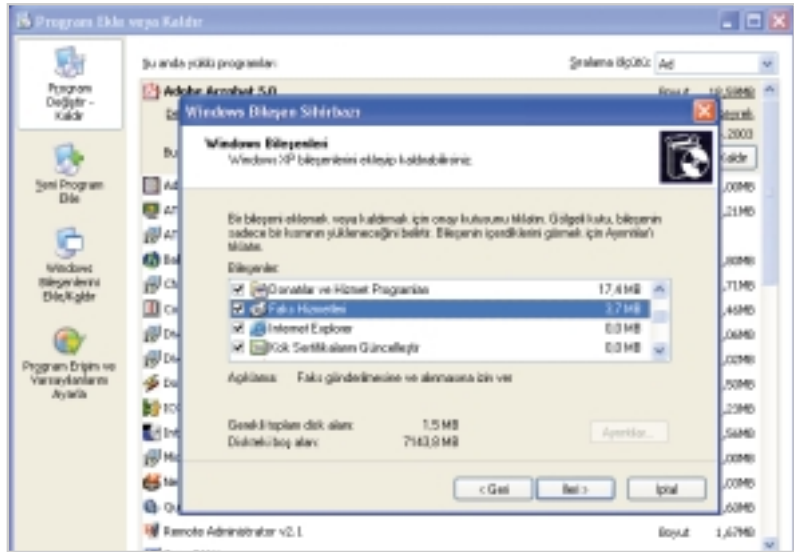 Program Ekle veya Kaldır
Program
Değiştir -
Kaldır
Yeni Program
Ekle
Windows
Bileşenlerini
Ekle/Kaldır
Program Erişim ve
Varsayılanlarını
Ayarla
Şu anda yüklü programlar:
Sıralama ölçütü: Ad
Adobe Acrobat 5.0
Boyut 18,59MB
2003
Windows Bileşen Sihirbazı
Windows Bileşenleri
Windows XP bileşenlerini ekleyip kaldırabilirsiniz.
Bir bileşeni eklemek veya kaldırmak için onay kutusunu tıklatın. Gölgeli kutu, bileşenin
sadece bir kısmının yükleneceğini belirtir. Bileşenin içerdiklerini görmek için Ayrıntılar'ı
tıklatın.
Bileşenler:
Donatılar ve Hizmet Programları 17,4 MB
Faks Hizmetleri 3,7 MB
Internet Explorer 0,0 MB
Kök Sertifikalarını Güncelleştir 0,0 MB
Açıklama: Faks gönderilmesine ve alınmasına izin ver
Gerekli toplam disk alanı: 1,5 MB
Diskteki boş alan: 7143,8 MB
Ayrıntılar...
< Geri
İleri >
İptal
Remote Administrator v2.1
Boyut 1,67MB